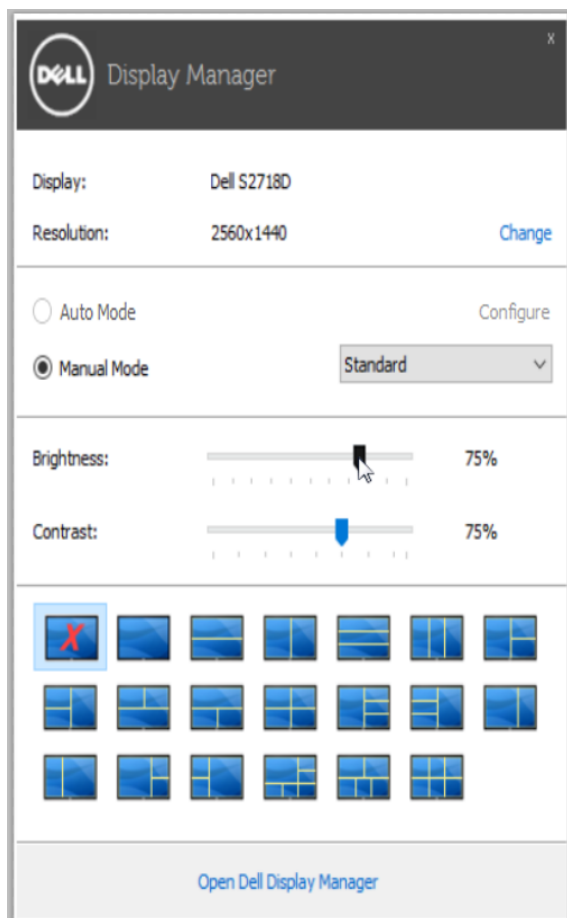 DELL Display Manager x
Display: Dell S2718D
Resolution: 2560x1440 Change
Auto Mode Configure
Manual Mode Standard
Brightness: 75%
Contrast: 75%
Open Dell Display Manager